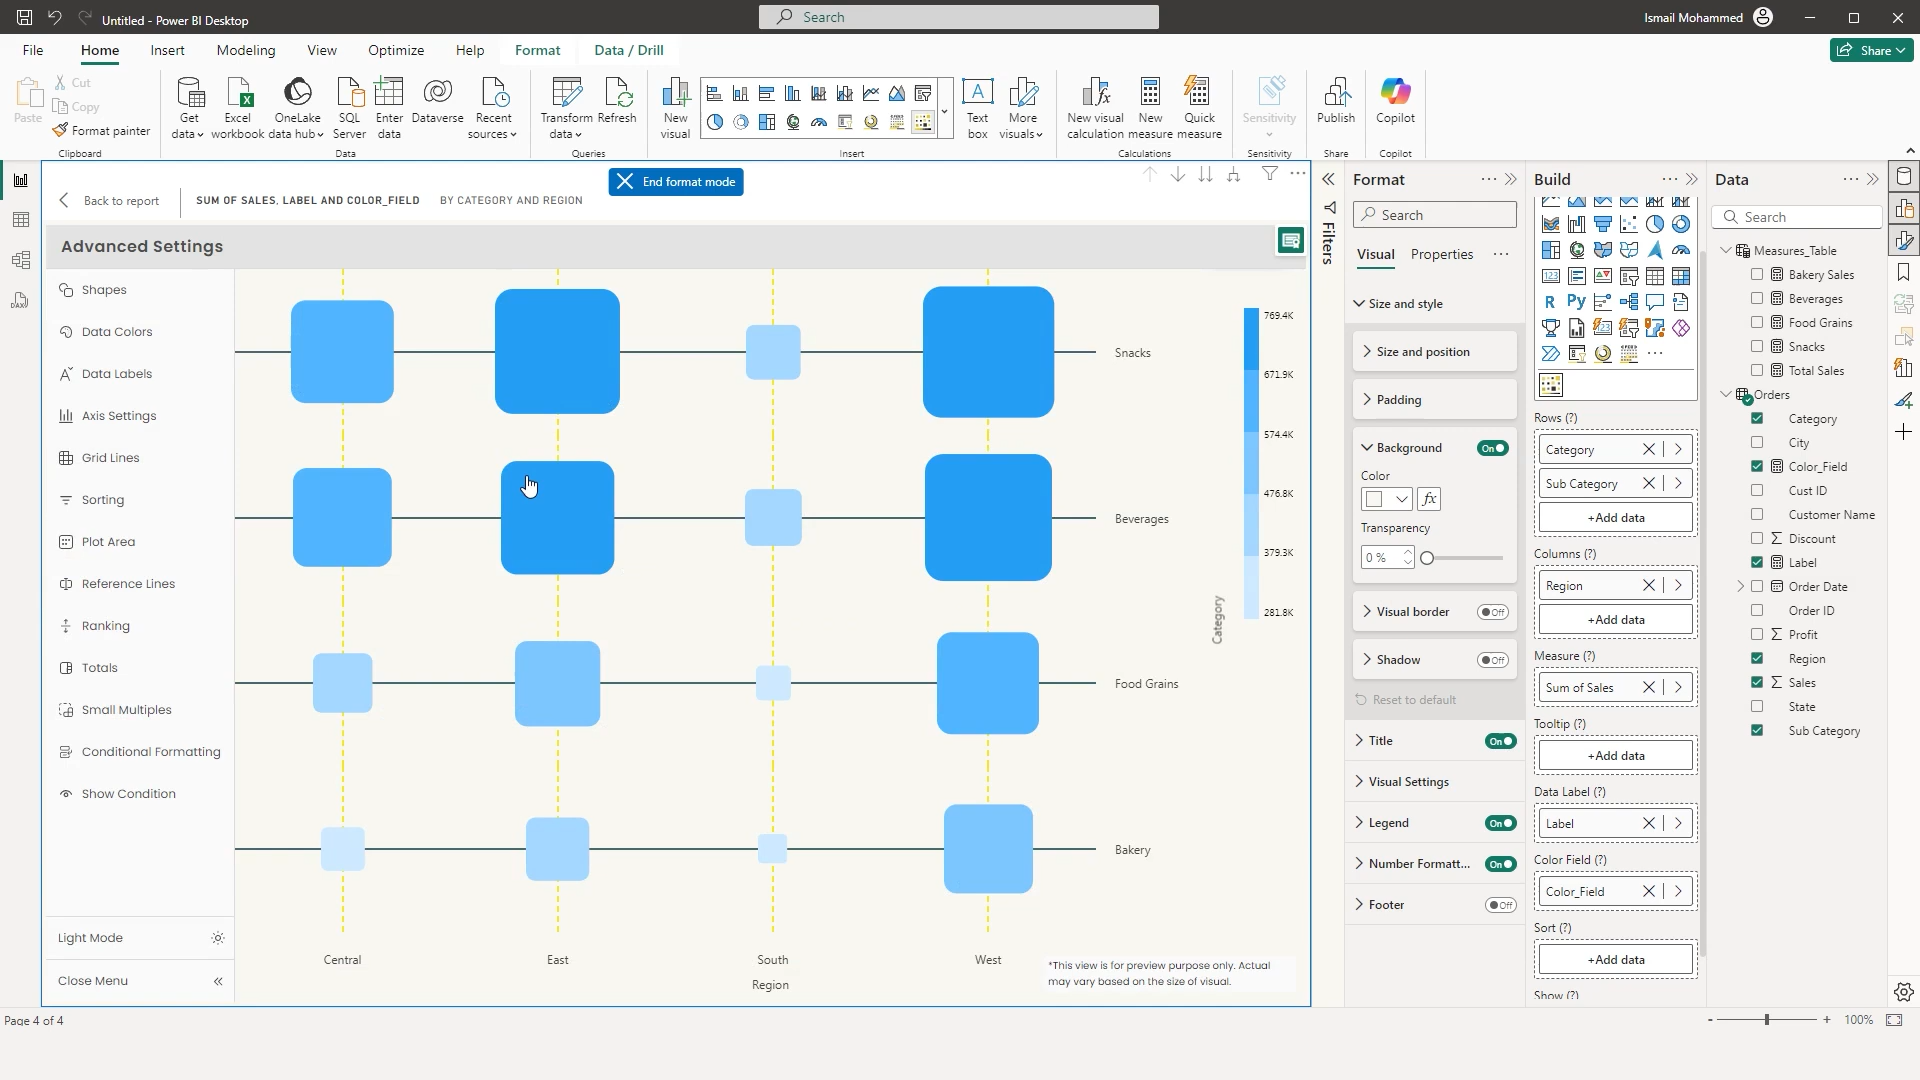 Untitled - Power BI Desktop
Search
Ismail Mohammed
File
Home
Insert
Modeling
View
Optimize
Help
Format
Data / Drill
Share
Paste
Cut
Copy
Format painter
Clipboard
Get data
Excel workbook
OneLake data hub
SQL Server
Enter data
Dataverse
Recent sources
Data
Transform data
Refresh
Queries
New visual
Text box
More visuals
Insert
New visual calculation
New measure
Quick measure
Calculations
Sensitivity
Sensitivity
Publish
Share
Copilot
Copilot
Back to report
SUM OF SALES, LABEL AND COLOR_FIELD
BY CATEGORY AND REGION
End format mode
Advanced Settings
Shapes
Data Colors
Data Labels
Axis Settings
Grid Lines
Sorting
Plot Area
Reference Lines
Ranking
Totals
Small Multiples
Conditional Formatting
Show Condition
Light Mode
Close Menu
Snacks
Beverages
Food Grains
Bakery
Central
East
South
West
Region
Category
769.4K
671.9K
574.4K
476.8K
379.3K
281.8K
*This view is for preview purpose only. Actual
may vary based on the size of visual.
Filters
Format
Search
Visual
Properties
Size and style
Size and position
Padding
Background
On
Color
fx
Transparency
0 %
Visual border
Off
Shadow
Off
Reset to default
Title
On
Visual Settings
Legend
On
Number Formatt...
On
Footer
Off
Build
R
Py
Rows (?)
Category
Sub Category
+Add data
Columns (?)
Region
+Add data
Measure (?)
Sum of Sales
Tooltip (?)
+Add data
Data Label (?)
Label
Color Field (?)
Color_Field
Sort (?)
+Add data
Show (?)
Data
Search
Measures_Table
Bakery Sales
Beverages
Food Grains
Snacks
Total Sales
Orders
Category
City
Color_Field
Cust ID
Customer Name
Discount
Label
Order Date
Order ID
Profit
Region
Sales
State
Sub Category
Page 4 of 4
100%